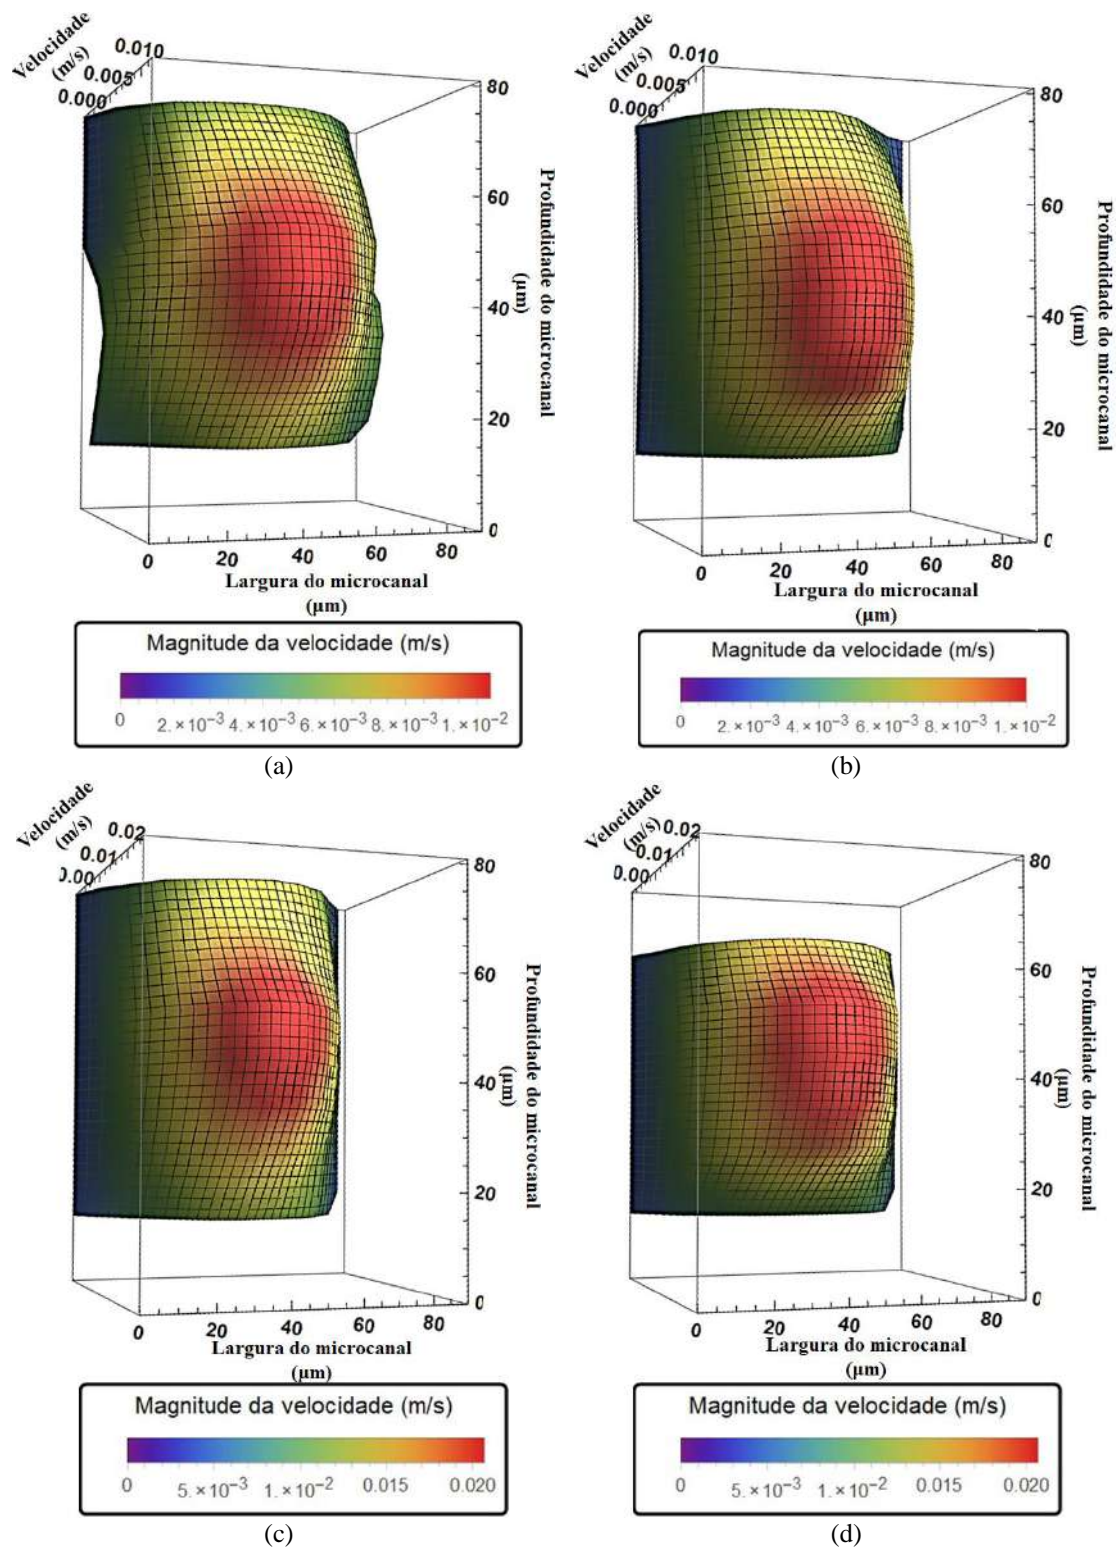 Velocidade
(m/s)
0.010
0.005
0.000
80
60
40
20
0
Profundidade do microcanal
(µm)
0
20
40
60
80
Largura do microcanal
(µm)
Magnitude da velocidade (m/s)
0 2.×10⁻³ 4.×10⁻³ 6.×10⁻³ 8.×10⁻³ 1.×10⁻²
(a)
Velocidade
(m/s)
0.010
0.005
0.000
80
60
40
20
0
Profundidade do microcanal
(µm)
0
20
40
60
80
Largura do microcanal
(µm)
Magnitude da velocidade (m/s)
0 2.×10⁻³ 4.×10⁻³ 6.×10⁻³ 8.×10⁻³ 1.×10⁻²
(b)
Velocidade
(m/s)
0.02
0.01
0.00
80
60
40
20
0
Profundidade do microcanal
(µm)
0
20
40
60
80
Largura do microcanal
(µm)
Magnitude da velocidade (m/s)
0 5.×10⁻³ 1.×10⁻² 0.015 0.020
(c)
Velocidade
(m/s)
0.02
0.01
0.00
80
60
40
20
0
Profundidade do microcanal
(µm)
0
20
40
60
80
Largura do microcanal
(µm)
Magnitude da velocidade (m/s)
0 5.×10⁻³ 1.×10⁻² 0.015 0.020
(d)